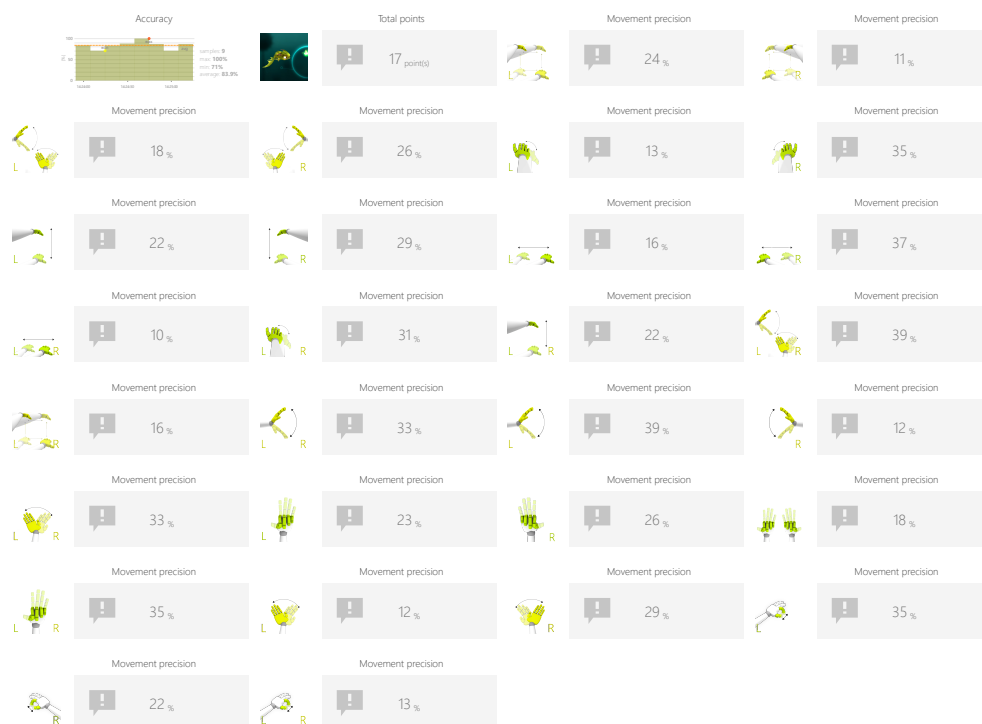 Accuracy
100
[%]
50
0
samples: 9
max: 100%
min: 71%
average: 83.9%
Total points
17 point(s)
Movement precision
L R
24 %
Movement precision
L R
11 %
Movement precision
L
18 %
Movement precision
R
26 %
Movement precision
L
13 %
Movement precision
R
35 %
Movement precision
L
22 %
Movement precision
R
29 %
Movement precision
L
16 %
Movement precision
R
37 %
Movement precision
L R
10 %
Movement precision
L R
31 %
Movement precision
L R
22 %
Movement precision
L R
39 %
Movement precision
L R
16 %
Movement precision
L R
33 %
Movement precision
L
39 %
Movement precision
R
12 %
Movement precision
L R
33 %
Movement precision
L
23 %
Movement precision
R
26 %
Movement precision
L R
18 %
Movement precision
L R
35 %
Movement precision
L
12 %
Movement precision
R
29 %
Movement precision
L
35 %
Movement precision
R
22 %
Movement precision
L R
13 %